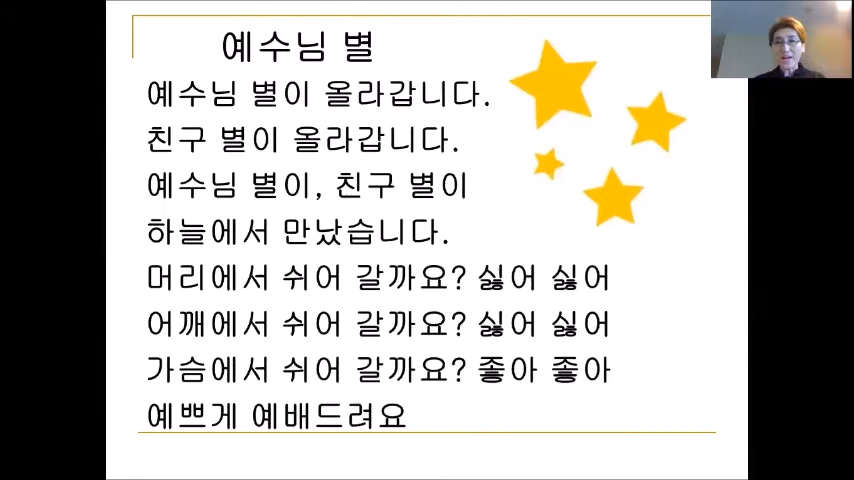 예수님 별
예수님 별이 올라갑니다.
친구 별이 올라갑니다.
예수님 별이, 친구 별이
하늘에서 만났습니다.
머리에서 쉬어 갈까요? 싫어 싫어
어깨에서 쉬어 갈까요? 싫어 싫어
가슴에서 쉬어 갈까요? 좋아 좋아
예쁘게 예배드려요